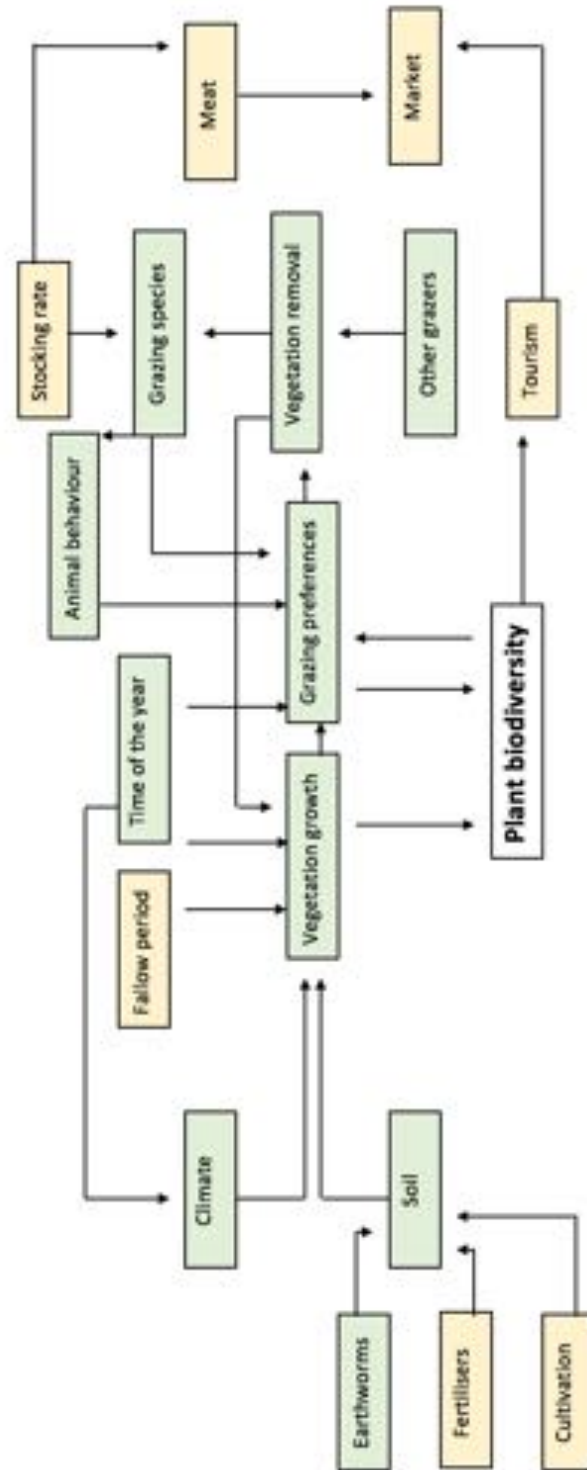 Stocking rate
Animal behaviour
Time of the year
Fallow period
Climate
Grazing species
Meat
Vegetation removal
Grazing preferences
Vegetation growth
Soil
Market
Other grazers
Earthworms
Fertilisers
Cultivation
Plant biodiversity
Tourism